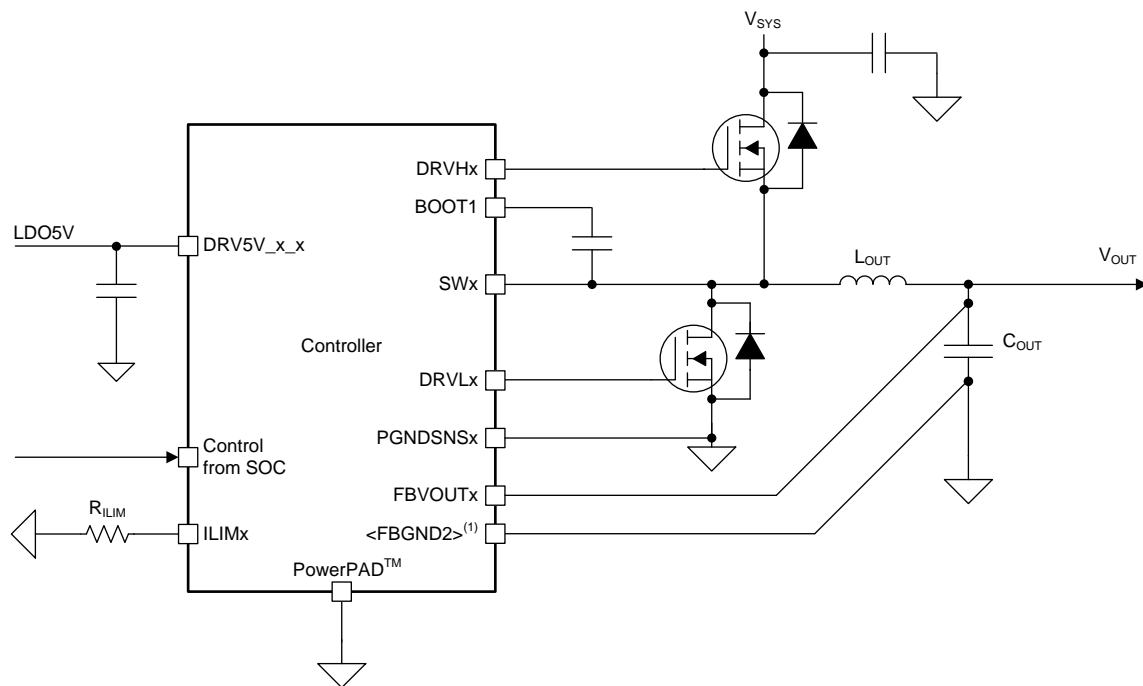 VSYS
DRVHx
BOOT1
LDO5V
DRV5V_x_x
SWx
LOUT
VOUT
Controller
COUT
DRVLx
PGNDSNSx
Control
from SOC
FBVOUTx
RILIM
ILIMx
<FBGND2>(1)
PowerPAD™